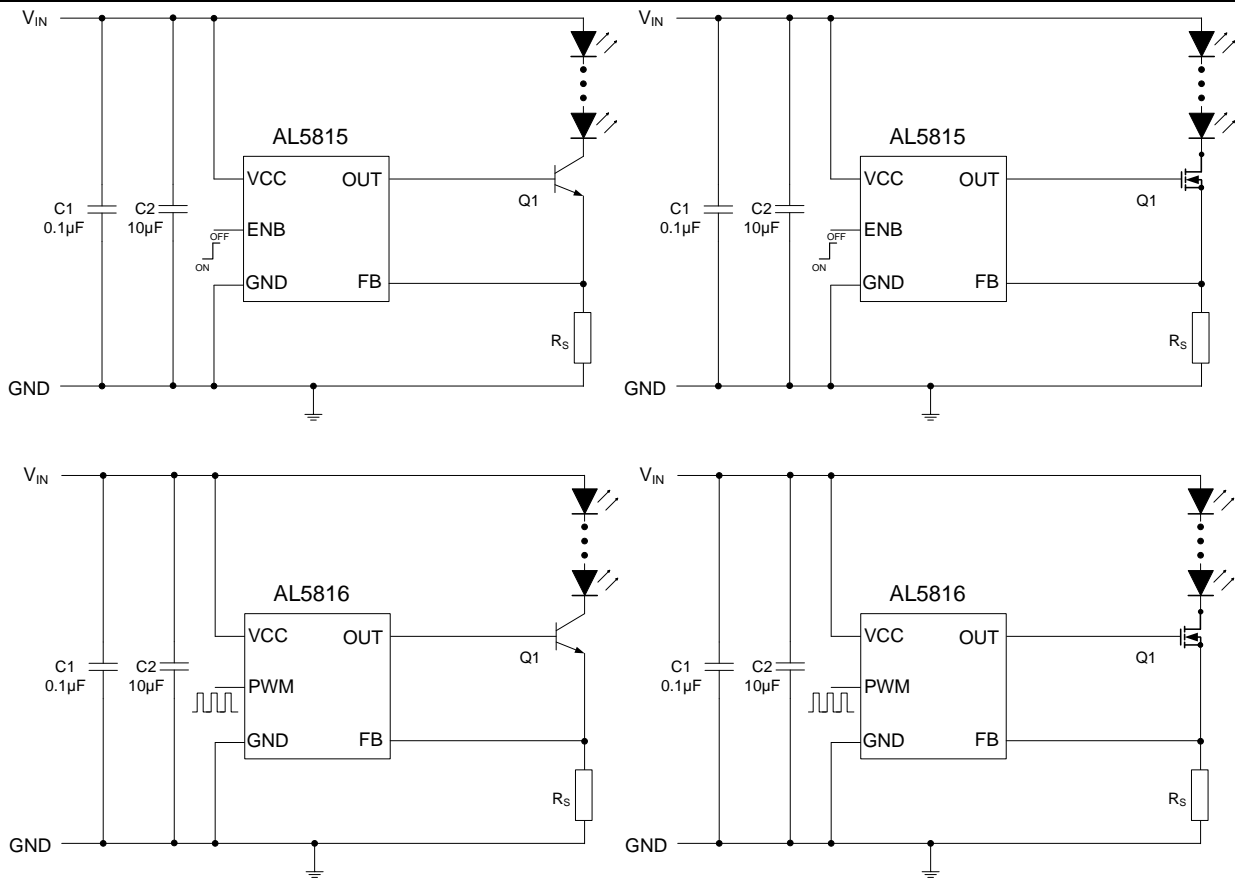 VIN
AL5815
VCC
OUT
Q1
C1
0.1µF
C2
10µF
OFF
ENB
ON
GND
FB
RS
GND
VIN
AL5815
VCC
OUT
Q1
C1
0.1µF
C2
10µF
OFF
ENB
ON
GND
FB
RS
GND
VIN
AL5816
VCC
OUT
Q1
C1
0.1µF
C2
10µF
PWM
GND
FB
RS
GND
VIN
AL5816
VCC
OUT
Q1
C1
0.1µF
C2
10µF
PWM
GND
FB
RS
GND